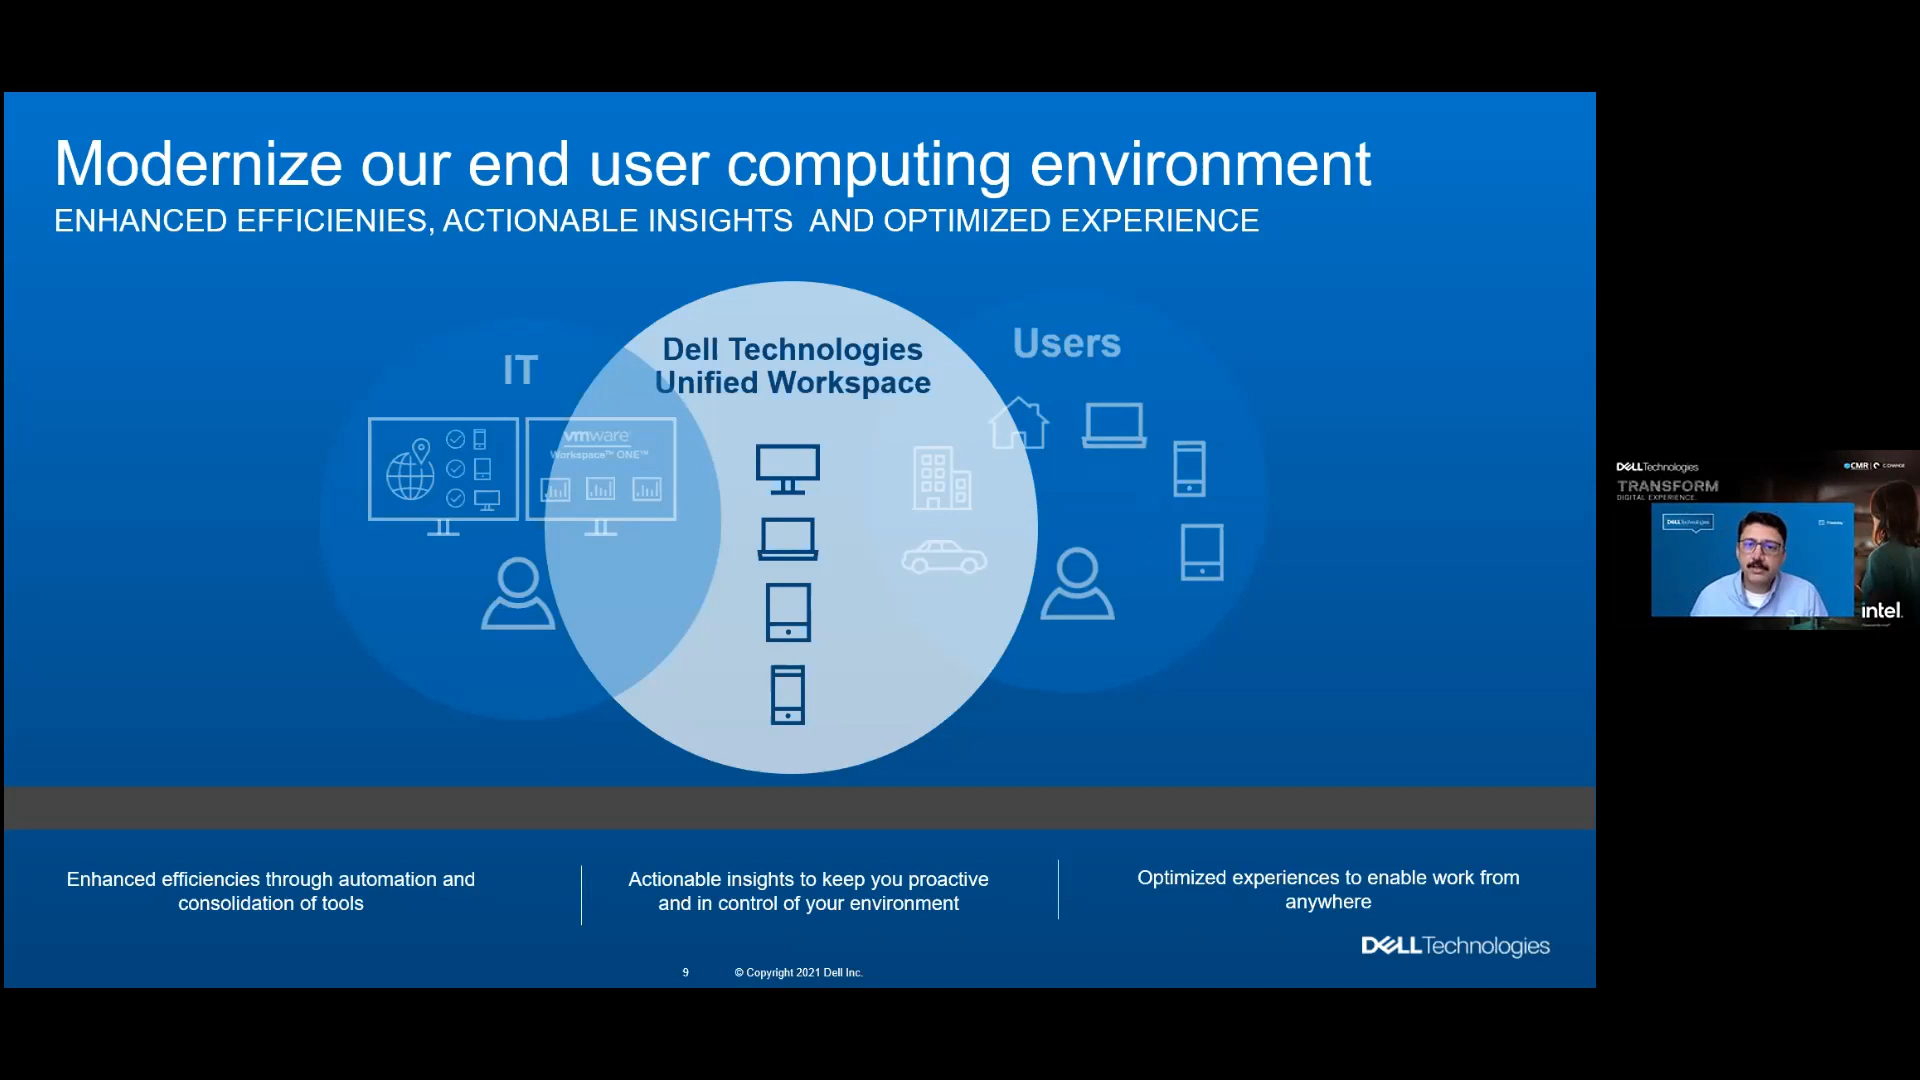 Modernize our end user computing environment
ENHANCED EFFICIENIES, ACTIONABLE INSIGHTS AND OPTIMIZED EXPERIENCE
IT
Dell Technologies
Unified Workspace
Users
vmware
Workspace™ ONE™
Enhanced efficiencies through automation and
consolidation of tools
Actionable insights to keep you proactive
and in control of your environment
Optimized experiences to enable work from
anywhere
DELLTechnologies
9
© Copyright 2021 Dell Inc.
DELLTechnologies
CMR
TRANSFORM
DIGITAL EXPERIENCE.
DELLTechnologies
intel.